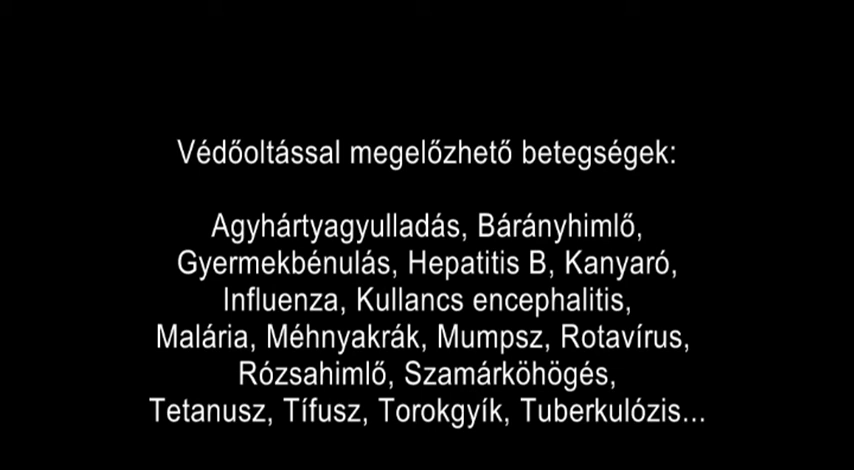 Védőoltással megelőzhető betegségek:
Agyhártyagyulladás, Bárányhimlő,
Gyermekbénulás, Hepatitis B, Kanyaró,
Influenza, Kullancs encephalitis,
Malária, Méhnyakrák, Mumpsz, Rotavírus,
Rózsahimlő, Szamárköhögés,
Tetanusz, Tífusz, Torokgyík, Tuberkulózis...